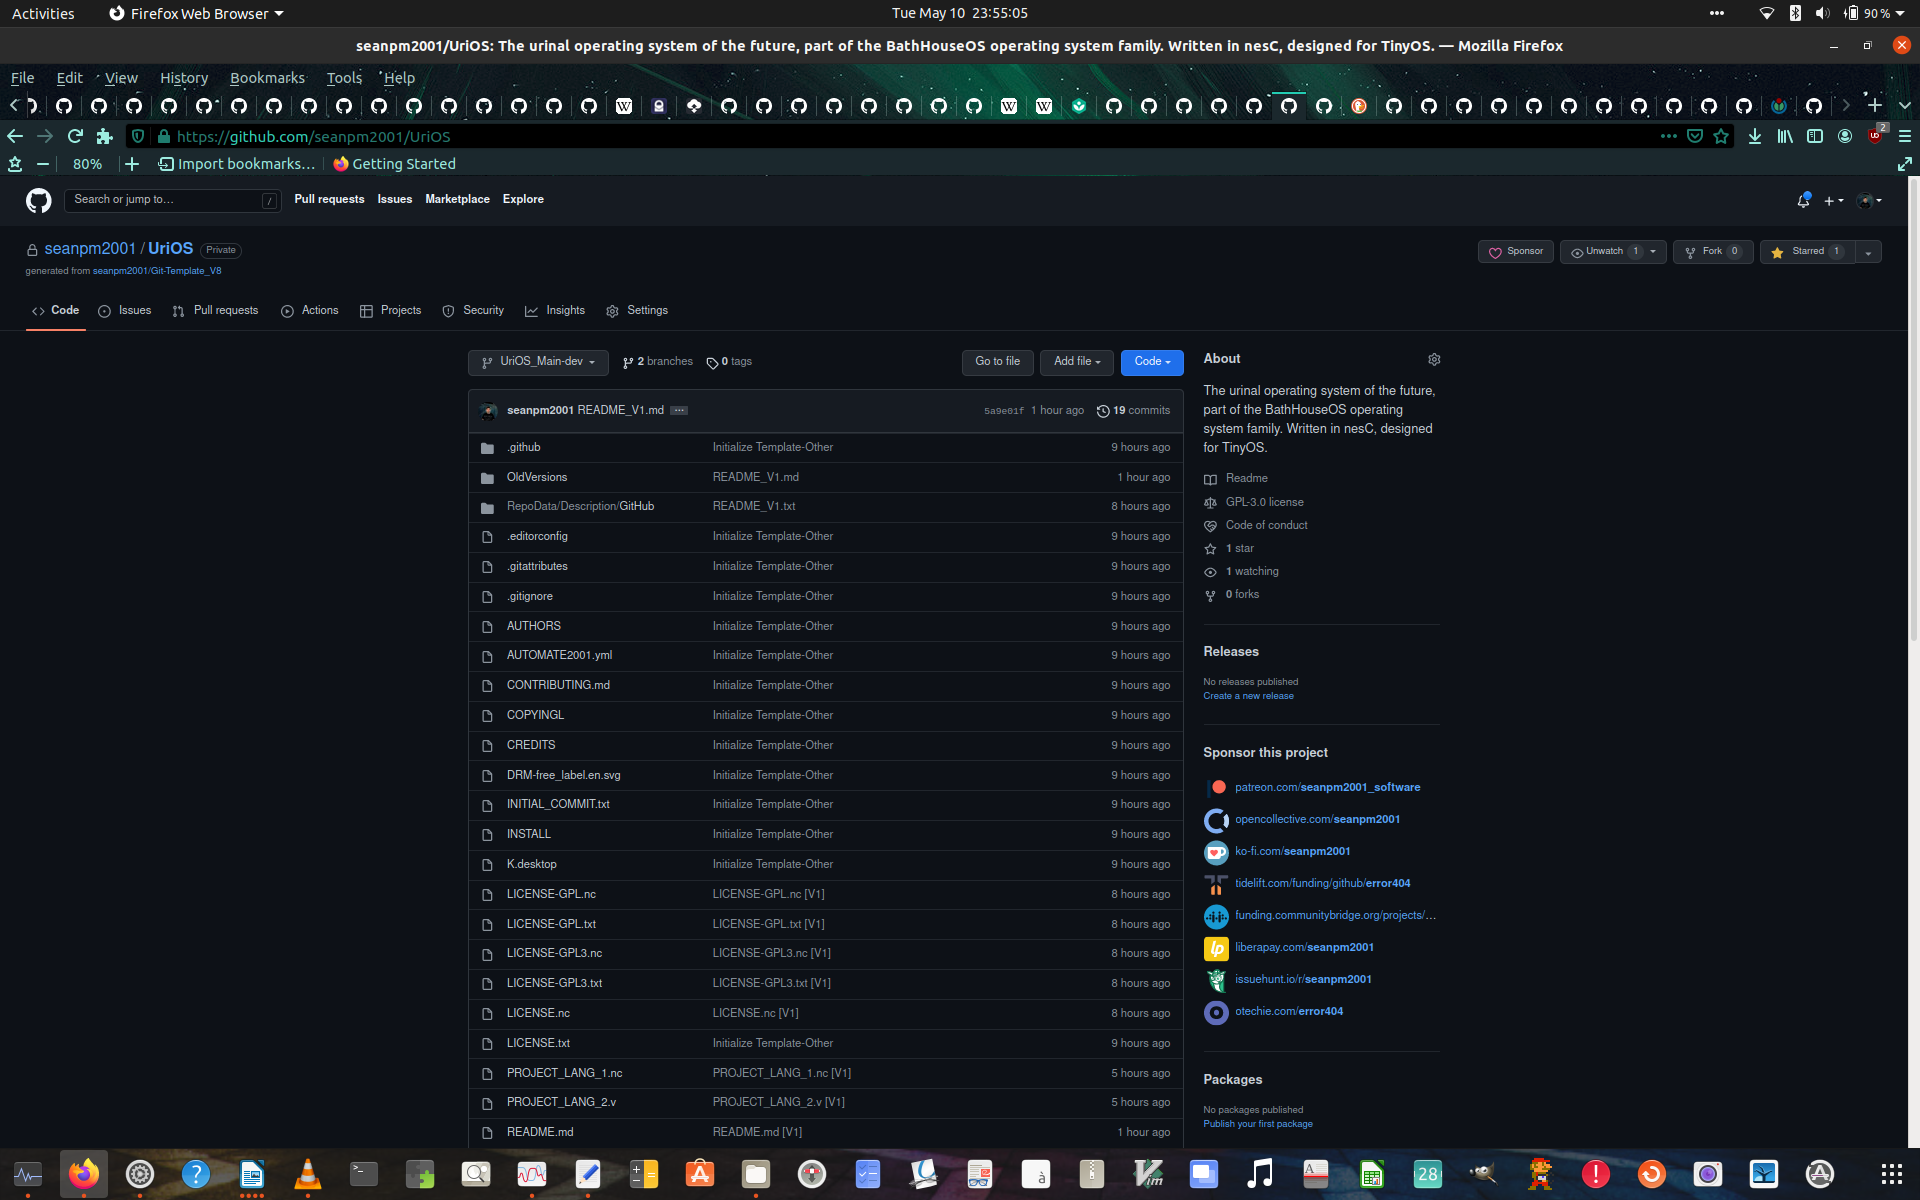 Activities Firefox Web Browser Tue May 10 23:55:05 90 %
seanpm2001/UriOS: The urinal operating system of the future, part of the BathHouseOS operating system family. Written in nesC, designed for TinyOS. — Mozilla Firefox
File Edit View History Bookmarks Tools Help
https://github.com/seanpm2001/UriOS 2
80% Import bookmarks... Getting Started
Search or jump to... / Pull requests Issues Marketplace Explore
seanpm2001 / UriOS Private Sponsor Unwatch 1 Fork 0 Starred 1
generated from seanpm2001/Git-Template_V8
Code Issues Pull requests Actions Projects Security Insights Settings
UriOS_Main-dev 2 branches 0 tags Go to file Add file Code
seanpm2001 README_V1.md ... 5a9e01f 1 hour ago 19 commits
.github Initialize Template-Other 9 hours ago
OldVersions README_V1.md 1 hour ago
RepoData/Description/GitHub README_V1.txt 8 hours ago
.editorconfig Initialize Template-Other 9 hours ago
.gitattributes Initialize Template-Other 9 hours ago
.gitignore Initialize Template-Other 9 hours ago
AUTHORS Initialize Template-Other 9 hours ago
AUTOMATE2001.yml Initialize Template-Other 9 hours ago
CONTRIBUTING.md Initialize Template-Other 9 hours ago
COPYINGL Initialize Template-Other 9 hours ago
CREDITS Initialize Template-Other 9 hours ago
DRM-free_label.en.svg Initialize Template-Other 9 hours ago
INITIAL_COMMIT.txt Initialize Template-Other 9 hours ago
INSTALL Initialize Template-Other 9 hours ago
K.desktop Initialize Template-Other 9 hours ago
LICENSE-GPL.nc LICENSE-GPL.nc [V1] 8 hours ago
LICENSE-GPL.txt LICENSE-GPL.txt [V1] 8 hours ago
LICENSE-GPL3.nc LICENSE-GPL3.nc [V1] 8 hours ago
LICENSE-GPL3.txt LICENSE-GPL3.txt [V1] 8 hours ago
LICENSE.nc LICENSE.nc [V1] 8 hours ago
LICENSE.txt Initialize Template-Other 9 hours ago
PROJECT_LANG_1.nc PROJECT_LANG_1.nc [V1] 5 hours ago
PROJECT_LANG_2.v PROJECT_LANG_2.v [V1] 5 hours ago
README.md README.md [V1] 1 hour ago
About
The urinal operating system of the future,
part of the BathHouseOS operating
system family. Written in nesC, designed
for TinyOS.
Readme
GPL-3.0 license
Code of conduct
1 star
1 watching
0 forks
Releases
No releases published
Create a new release
Sponsor this project
patreon.com/seanpm2001_software
opencollective.com/seanpm2001
ko-fi.com/seanpm2001
tidelift.com/funding/github/error404
funding.communitybridge.org/projects/...
liberapay.com/seanpm2001
issuehunt.io/r/seanpm2001
otechie.com/error404
Packages
No packages published
Publish your first package
28